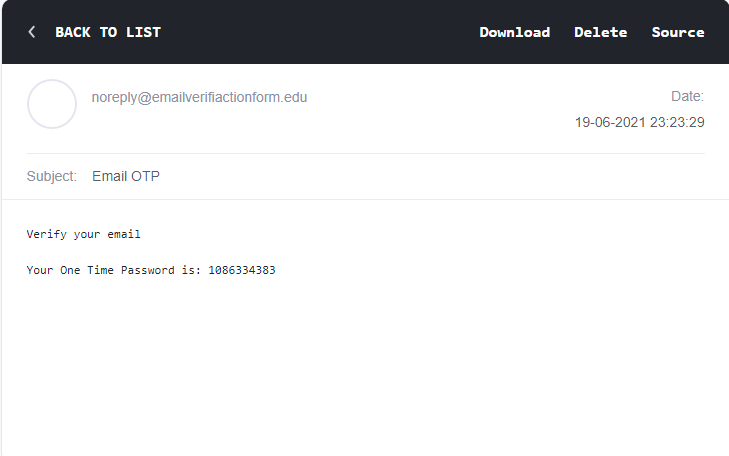 BACK TO LIST Download Delete Source
noreply@emailverifiactionform.edu
Date:
19-06-2021 23:23:29
Subject: Email OTP
Verify your email
Your One Time Password is: 1086334383